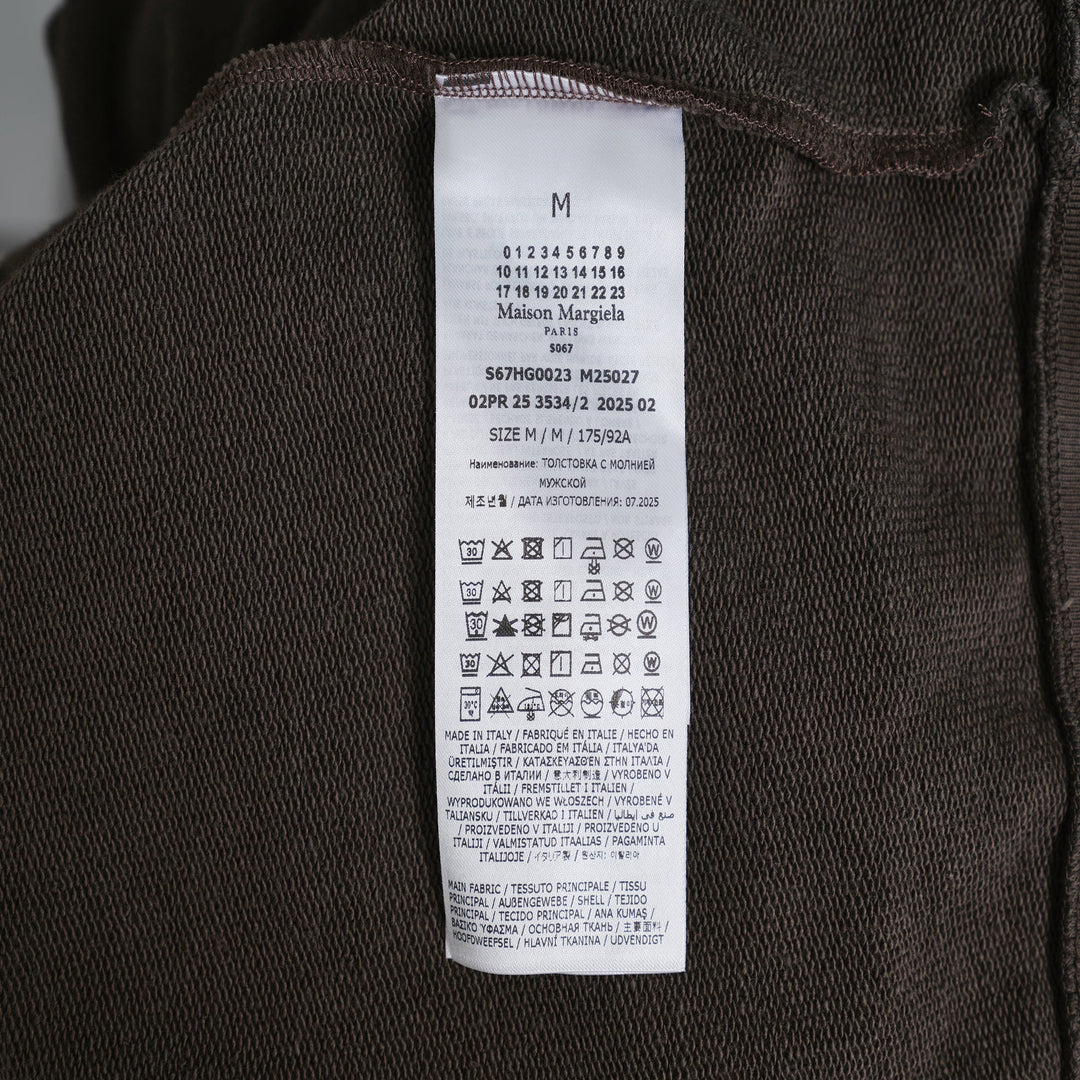 M
0 1 2 3 4 5 6 7 8 9
10 11 12 13 14 15 16
17 18 19 20 21 22 23
Maison Margiela
PARIS
S067
S67HG0023 M25027
02PR 25 3534/2 2025 02
SIZE M / M / 175/92A
Наименование: ТОЛСТОВКА С МОЛНИЕЙ
МУЖСКОЙ
제조년월 / ДАТА ИЗГОТОВЛЕНИЯ: 07.2025
30 W
30 W
30 W
30 W
30°C
MADE IN ITALY / FABRIQUÉ EN ITALIE / HECHO EN
ITALIA / FABRICADO EM ITÁLIA / ITALYA'DA
ÜRETILMIŞTIR / ΚΑΤΑΣΚΕΥΑΣΘΕΝ ΣΤΗΝ ΙΤΑΛΙΑ /
СДЕЛАНО В ИТАЛИИ / 意大利制造 / VYROBENO V
ITÁLII / FREMSTILLET I ITALIEN /
WYPRODUKOWANO WE WŁOSZECH / VYROBENÉ V
TALIANSKU / TILLVERKAD I ITALIEN / صنع في إيطاليا
/ PROIZVEDENO V ITALIJI / PROIZVEDENO U
ITALIJI / VALMISTATUD ITAALIAS / PAGAMINTA
ITALIJOJE / イタリア製 / 원산지: 이탈리아
MAIN FABRIC / TESSUTO PRINCIPALE / TISSU
PRINCIPAL / AUßENGEWEBE / SHELL / TEJIDO
PRINCIPAL / TECIDO PRINCIPAL / ANA KUMAŞ /
ΒΑΣΙΚΟ ΥΦΑΣΜΑ / ОСНОВНАЯ ТКАНЬ / 主要面料 /
HOOFDWEEFSEL / HLAVNÍ TKANINA / UDVENDIGT